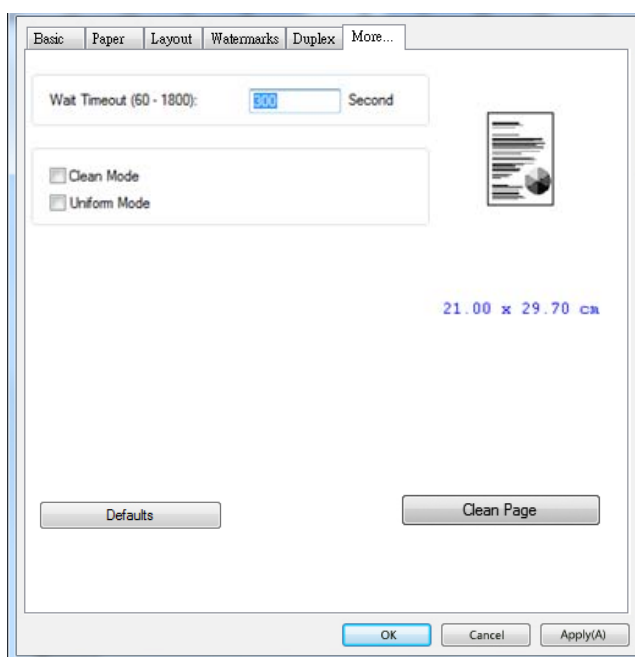 Basic Paper Layout Watermarks Duplex More...
Wait Timeout (60 - 1800): 300 Second
Clean Mode
Uniform Mode
21.00 x 29.70 cm
Defaults Clean Page
OK Cancel Apply(A)